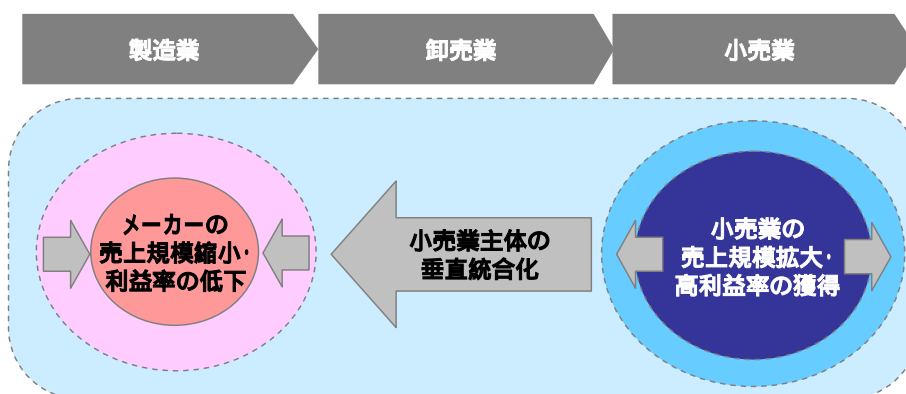 製造業
卸売業
小売業
メーカーの
売上規模縮小・
利益率の低下
小売業主体の
垂直統合化
小売業の
売上規模拡大・
高利益率の獲得